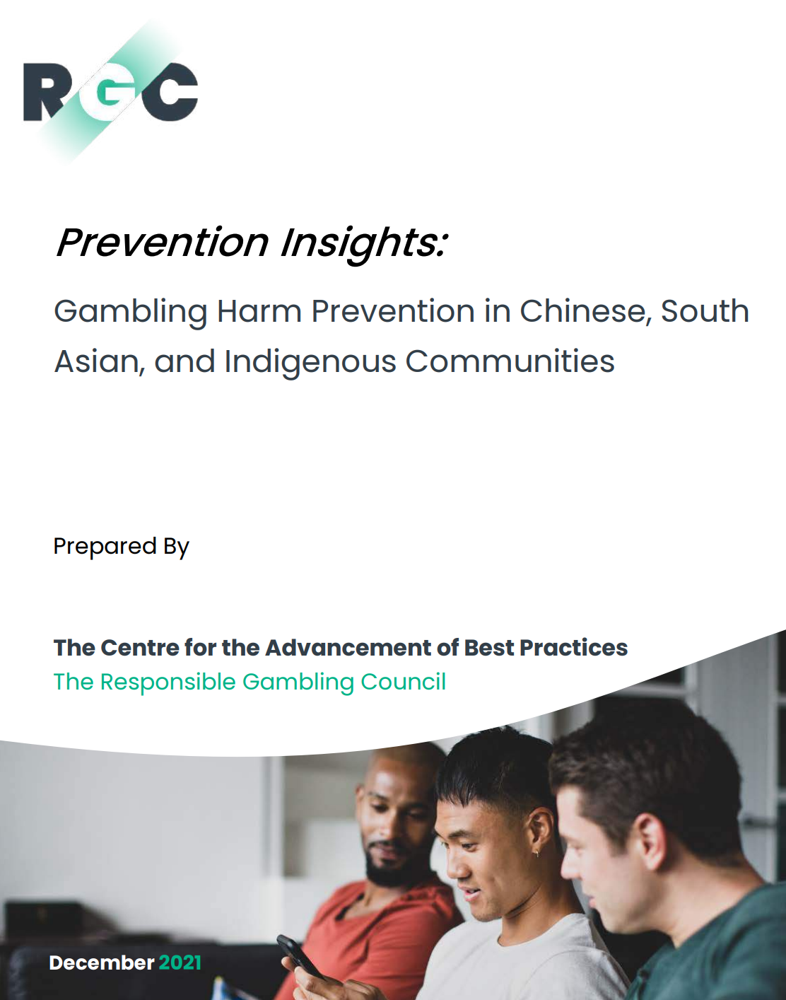 RGC
Prevention Insights:
Gambling Harm Prevention in Chinese, South
Asian, and Indigenous Communities
Prepared By
The Centre for the Advancement of Best Practices
The Responsible Gambling Council
December 2021